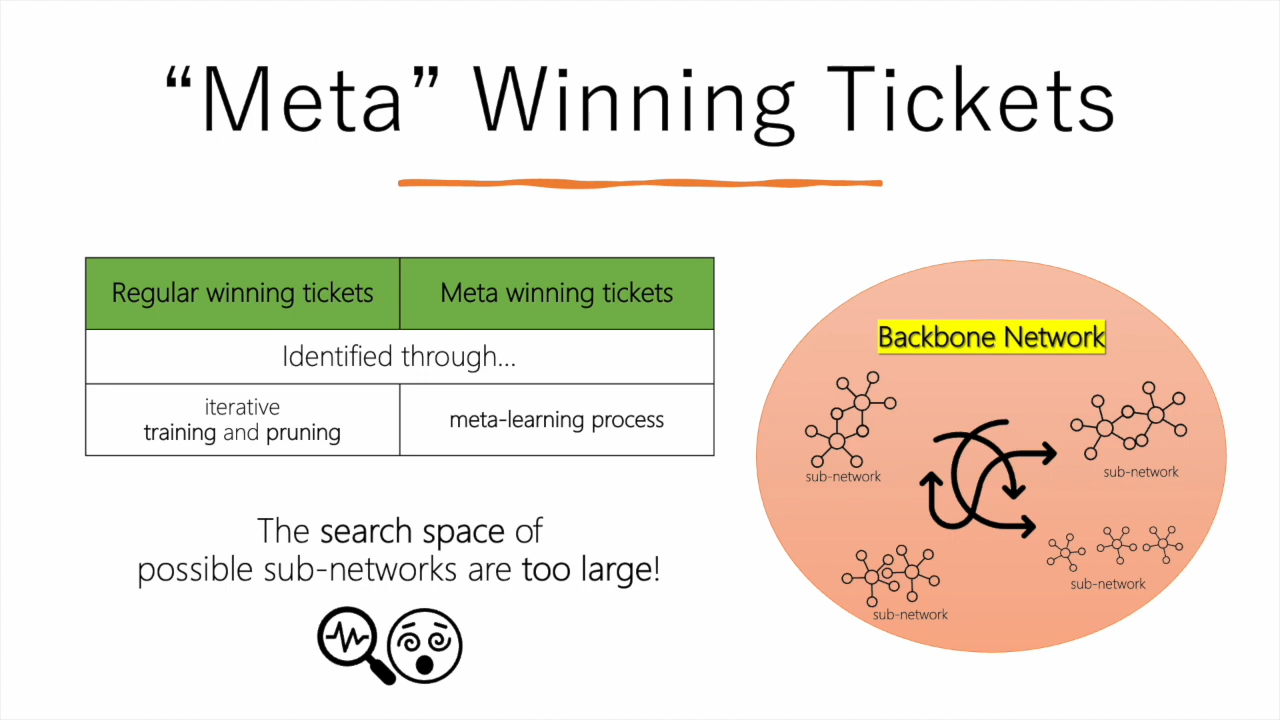 “Meta” Winning Tickets
Regular winning tickets
Meta winning tickets
Identified through...
iterative
training and pruning
meta-learning process
The search space of
possible sub-networks are too large!
Backbone Network
sub-network
sub-network
sub-network
sub-network